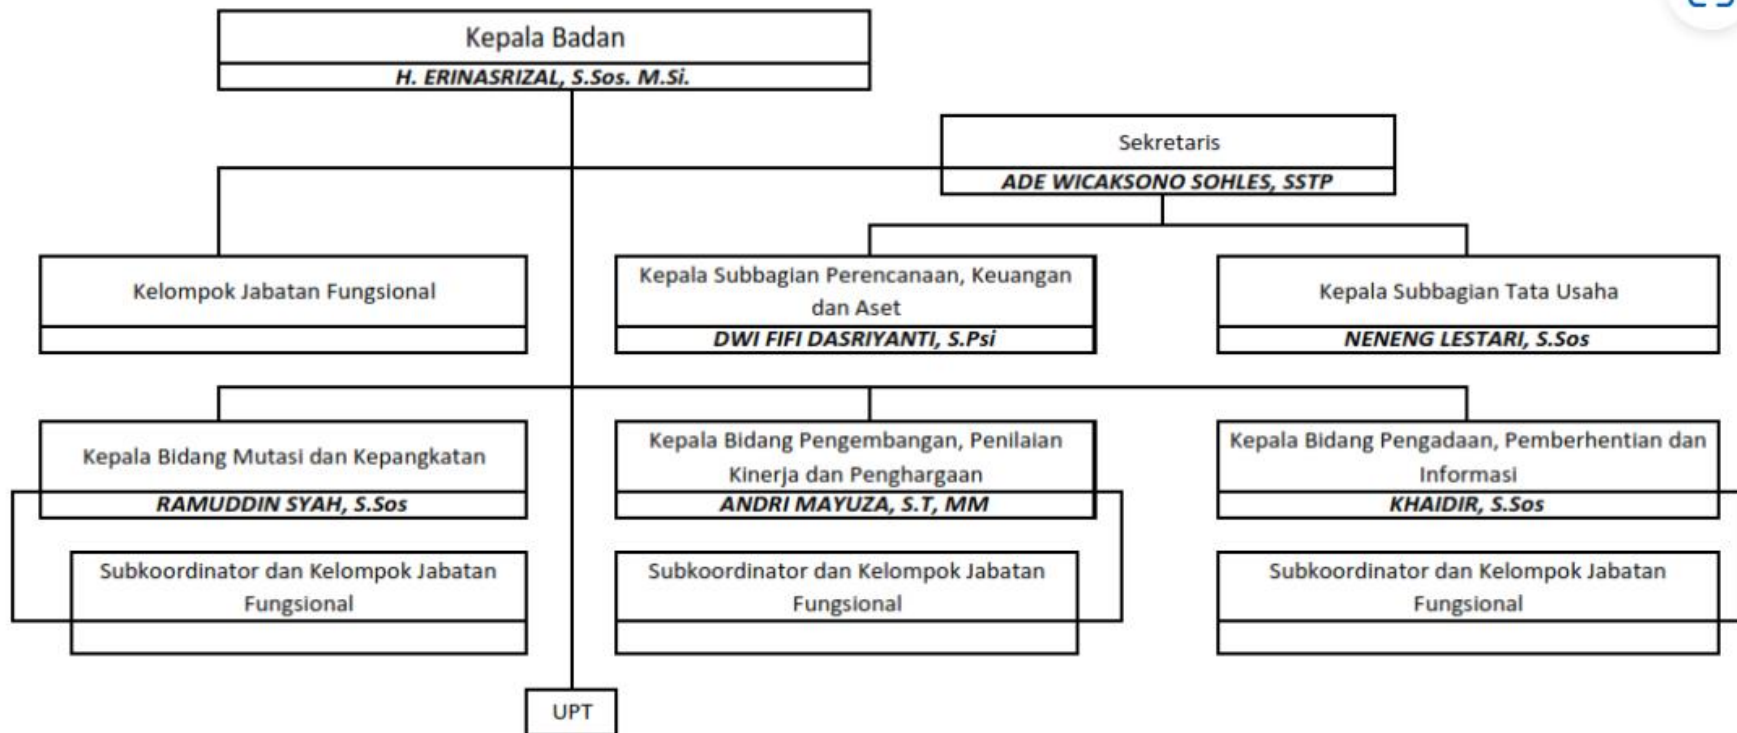 Kepala Badan
H. ERINASRIZAL, S.Sos. M.Si.
Sekretaris
ADE WICAKSONO SOHLES, SSTP
Kelompok Jabatan Fungsional
Kepala Subbagian Perencanaan, Keuangan
dan Aset
DWI FIFI DASRIYANTI, S.Psi
Kepala Subbagian Tata Usaha
NENENG LESTARI, S.Sos
Kepala Bidang Mutasi dan Kepangkatan
RAMUDDIN SYAH, S.Sos
Kepala Bidang Pengembangan, Penilaian
Kinerja dan Penghargaan
ANDRI MAYUZA, S.T, MM
Kepala Bidang Pengadaan, Pemberhentian dan
Informasi
KHAIDIR, S.Sos
Subkoordinator dan Kelompok Jabatan
Fungsional
Subkoordinator dan Kelompok Jabatan
Fungsional
Subkoordinator dan Kelompok Jabatan
Fungsional
UPT